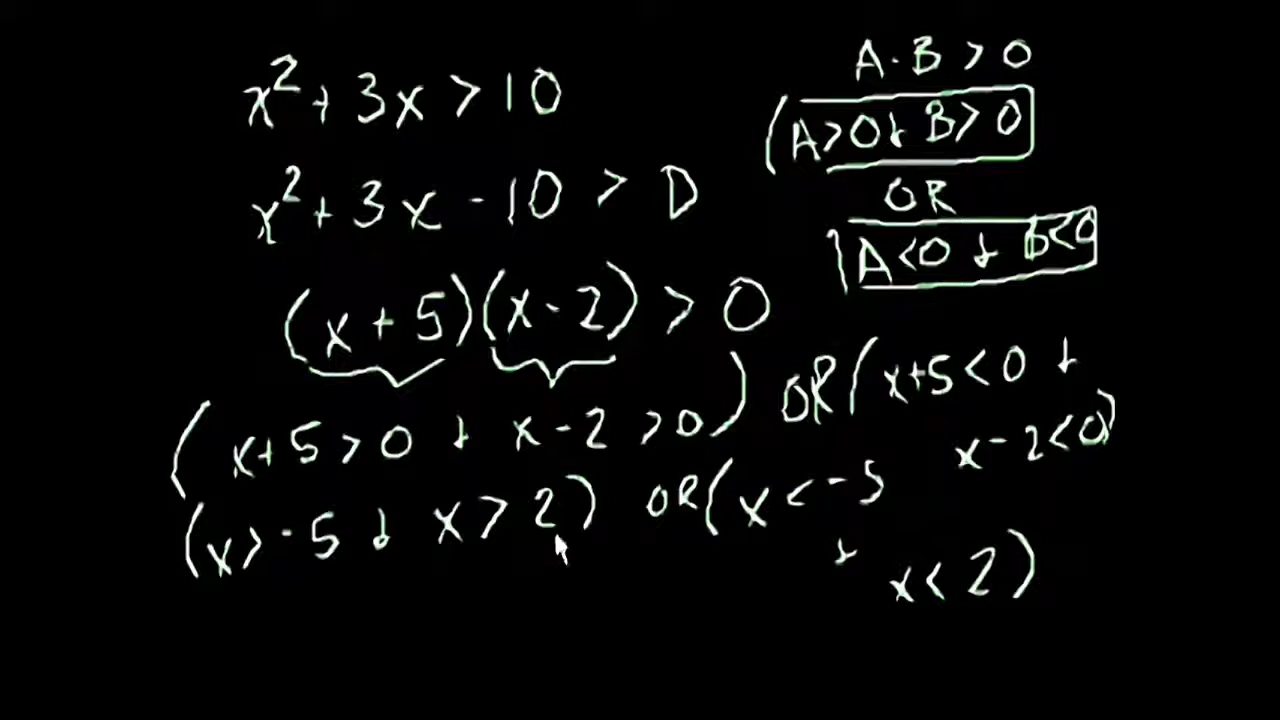 x² + 3x > 10
x² + 3x - 10 > 0
(x + 5)(x - 2) > 0
(x+5 > 0 + x - 2 > 0) OR (x+5 < 0 +
x - 2 < 0)
(x > -5 + x > 2) OR (x < -5
+ x < 2)
A · B > 0
(A > 0 + B > 0
OR
A < 0 + B < 0